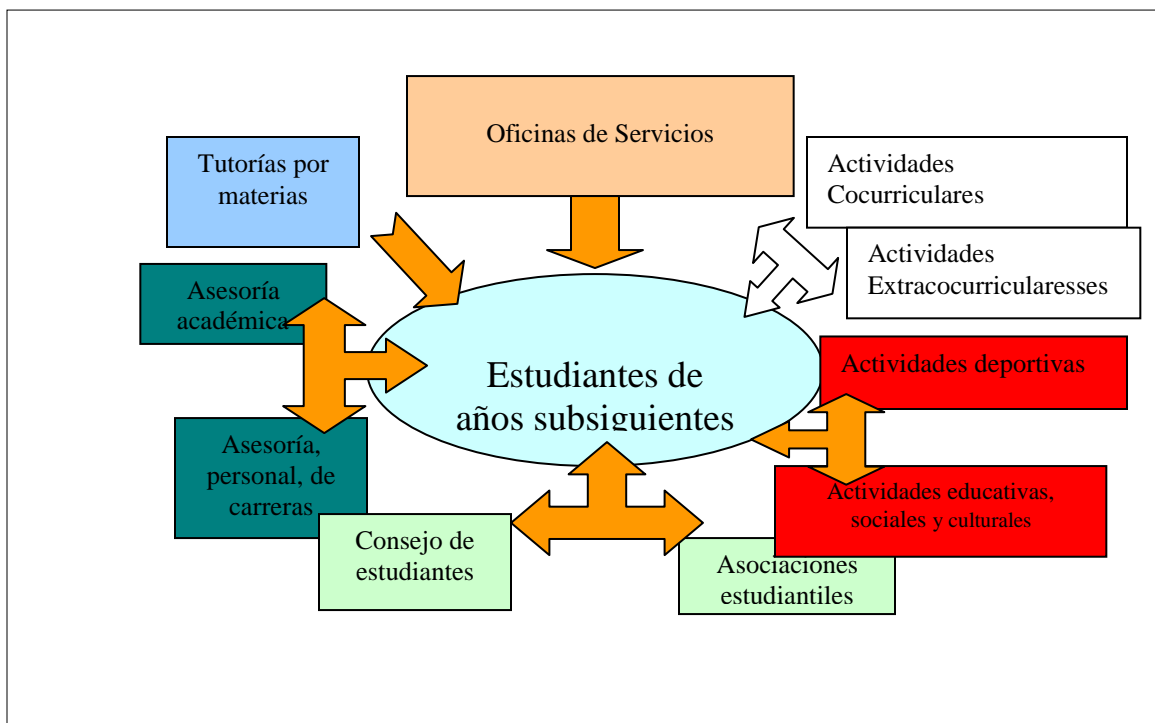 Oficinas de Servicios
Tutorías por
materias
Actividades
Cocurriculares
Actividades
Extracocurricularesses
Asesoría
académica
Estudiantes de
años subsiguientes
Actividades deportivas
Asesoría,
personal, de
carreras
Actividades educativas,
sociales y culturales
Consejo de
estudiantes
Asociaciones
estudiantiles